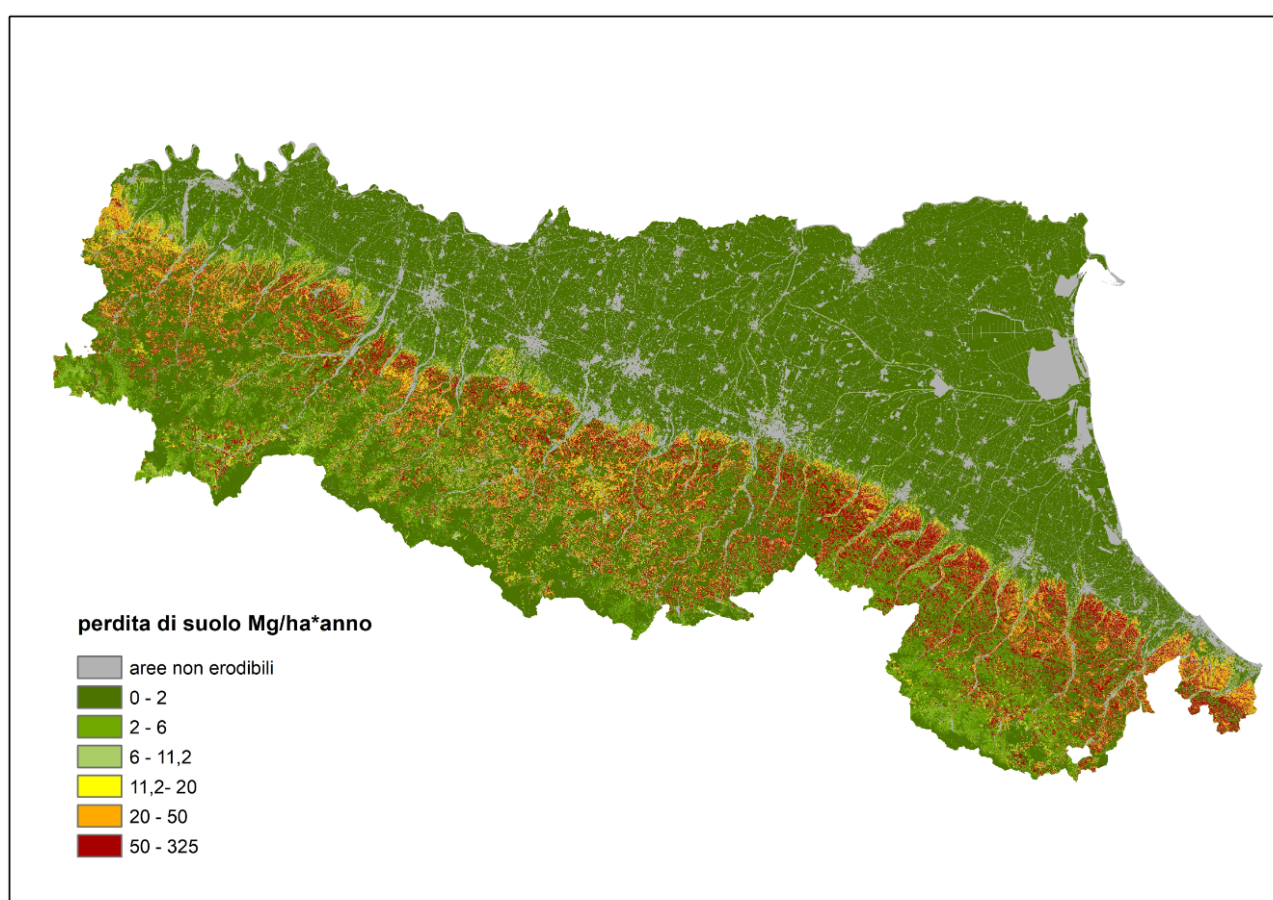 perdita di suolo Mg/ha*anno
aree non erodibili
0 - 2
2 - 6
6 - 11,2
11,2- 20
20 - 50
50 - 325